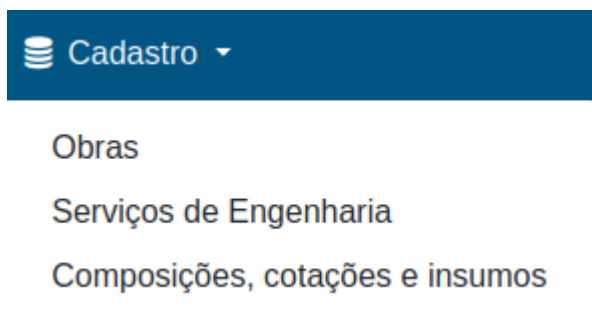 Cadastro
Obras
Serviços de Engenharia
Composições, cotações e insumos